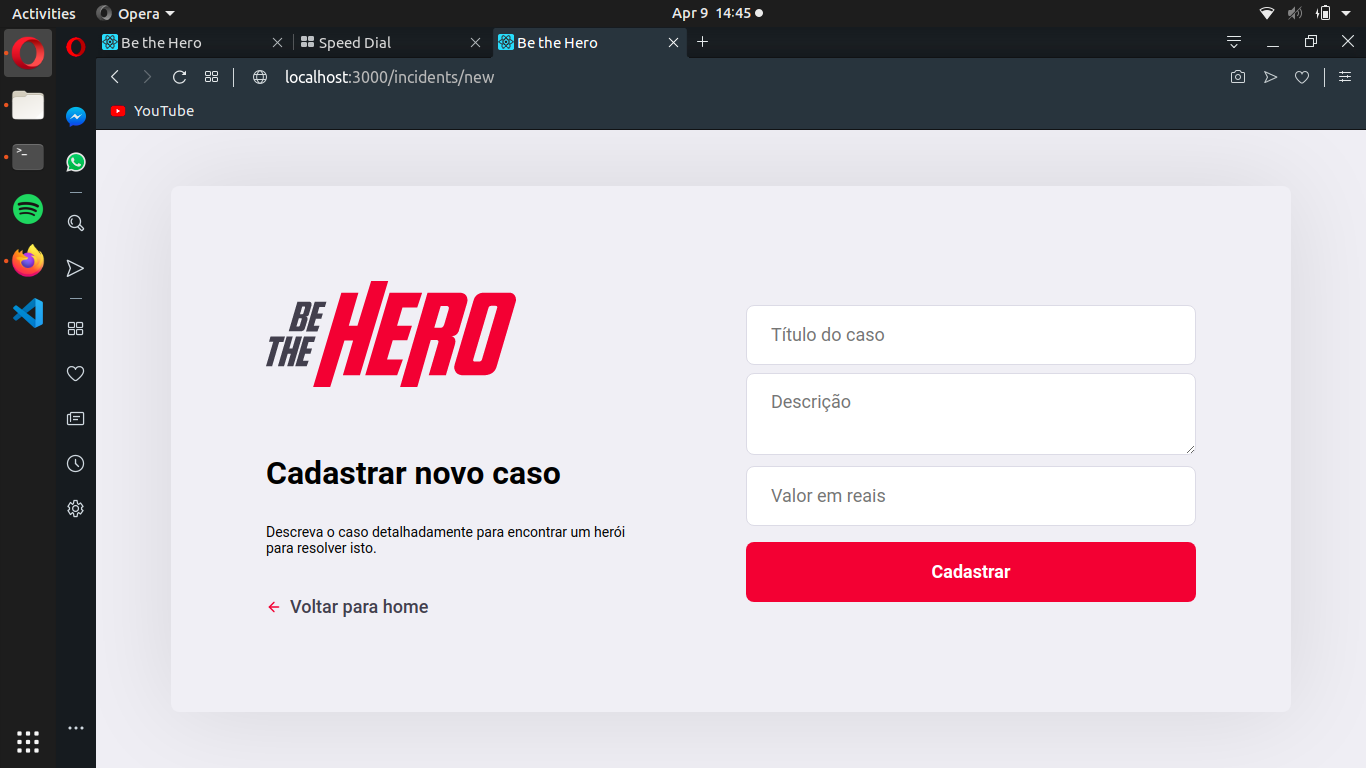 Activities
Opera
Apr 9 14:45
Be the Hero
Speed Dial
Be the Hero
localhost:3000/incidents/new
YouTube
BE
THE
HERO
Cadastrar novo caso
Descreva o caso detalhadamente para encontrar um herói
para resolver isto.
Voltar para home
Título do caso
Descrição
Valor em reais
Cadastrar